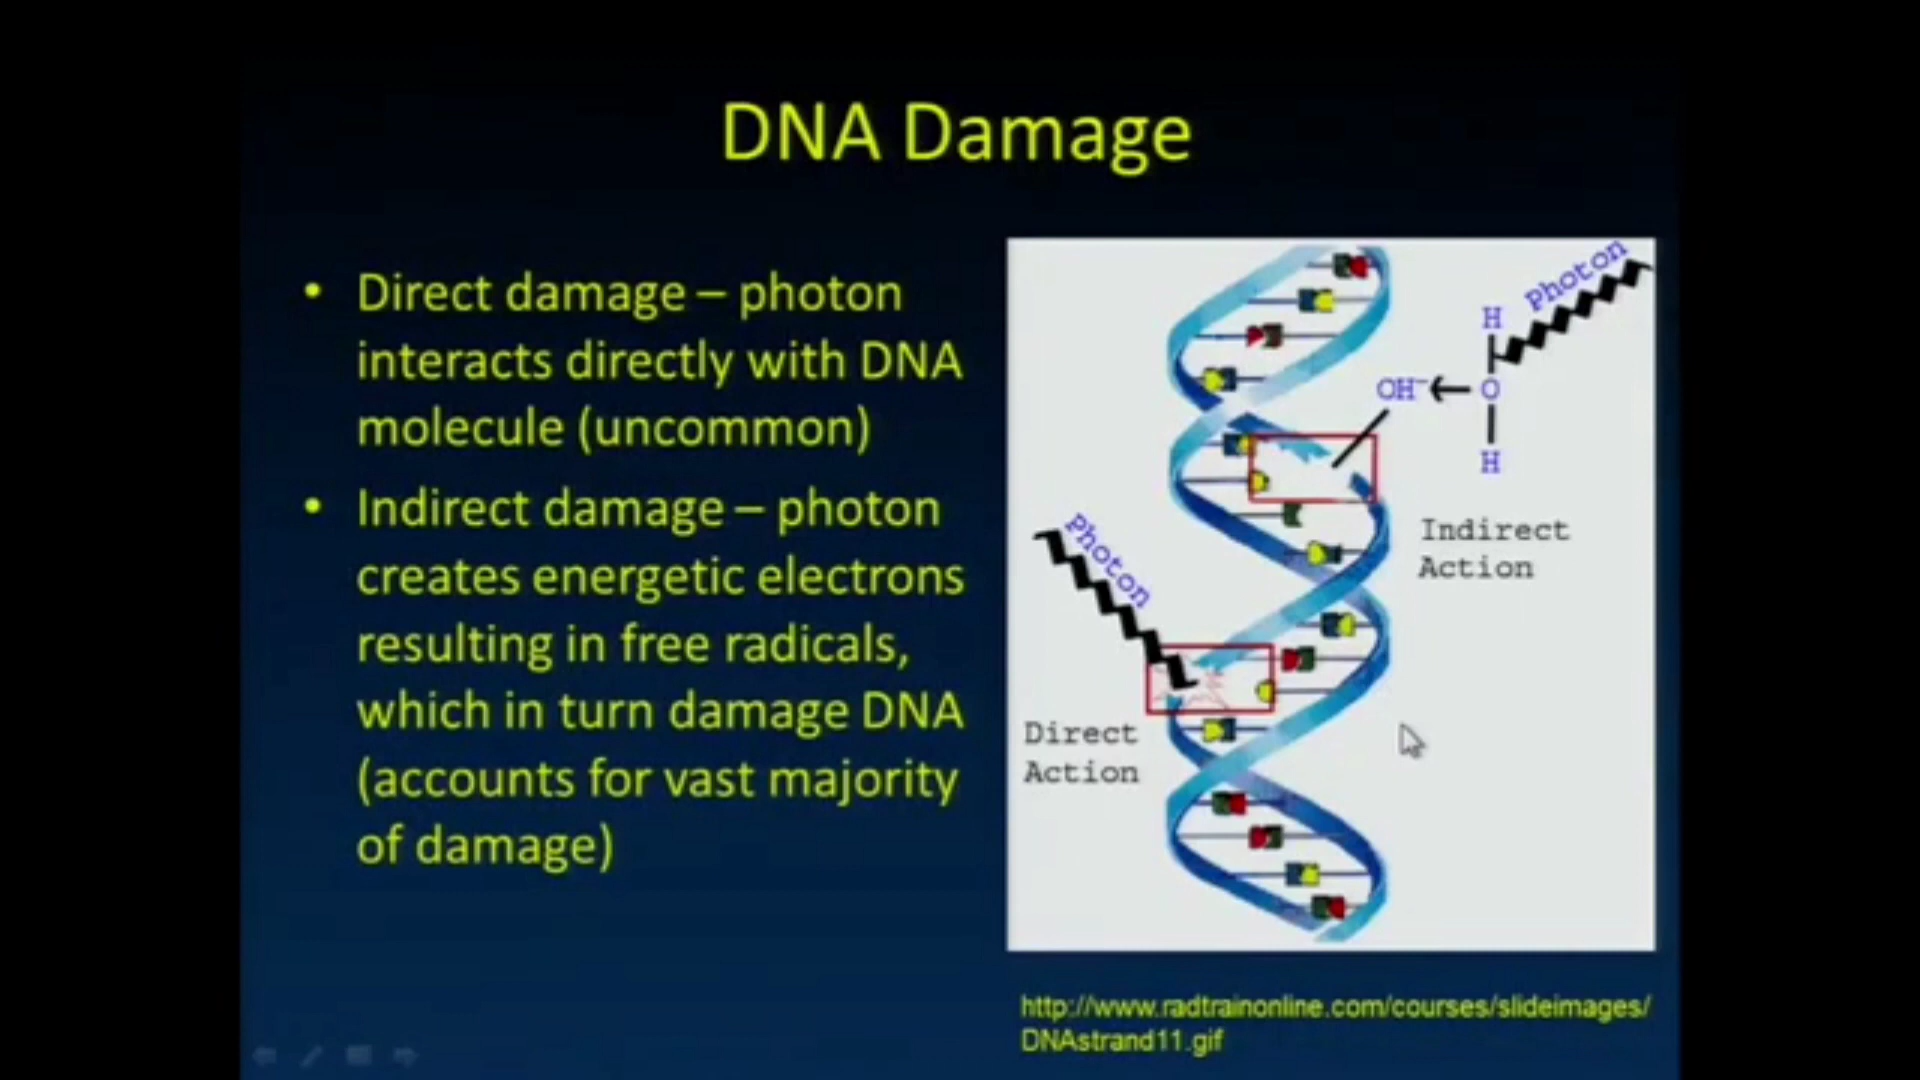 DNA Damage
• Direct damage – photon
interacts directly with DNA
molecule (uncommon)
• Indirect damage – photon
creates energetic electrons
resulting in free radicals,
which in turn damage DNA
(accounts for vast majority
of damage)
Photon
H
OH⁻
O
H
Indirect
Action
Photon
Direct
Action
http://www.radtrainonline.com/courses/slideimages/
DNAstrand11.gif